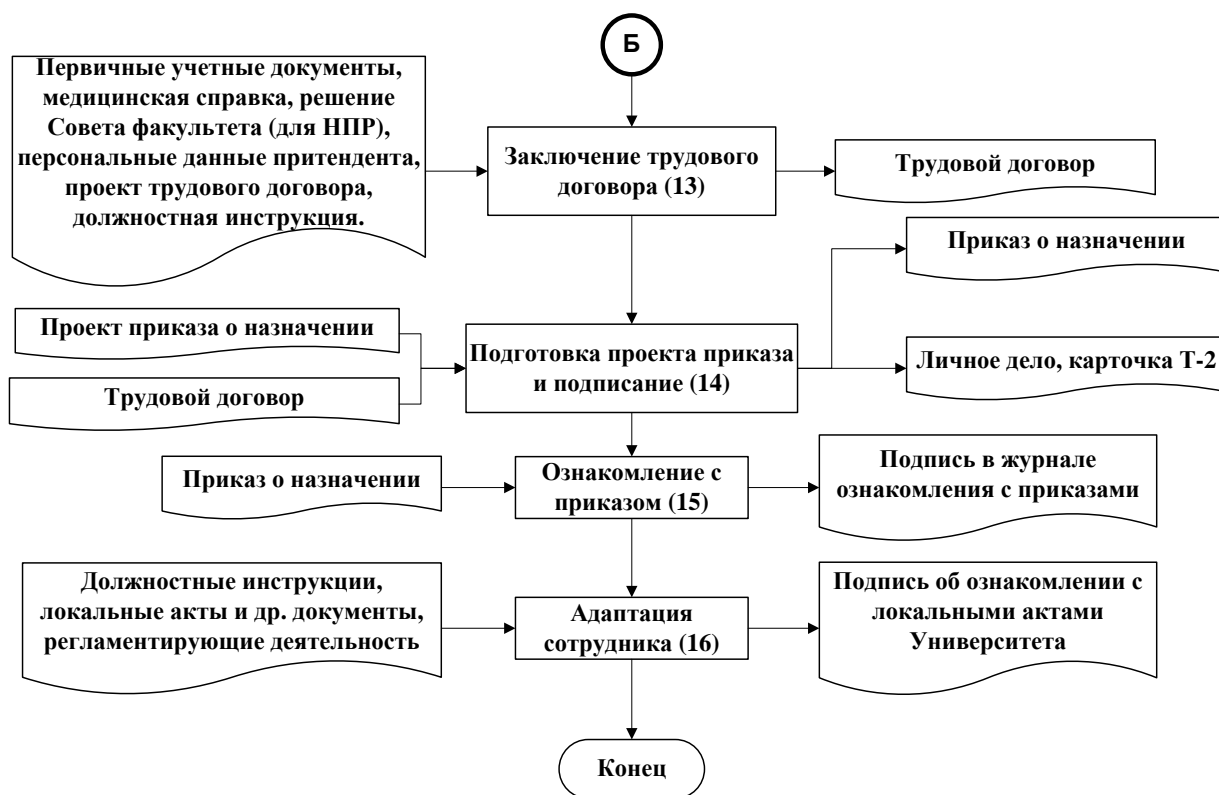 Б
Первичные учетные документы,
медицинская справка, решение
Совета факультета (для НПР),
персональные данные притендента,
проект трудового договора,
должностная инструкция.
Заключение трудового
договора (13)
Трудовой договор
Приказ о назначении
Проект приказа о назначении
Трудовой договор
Подготовка проекта приказа
и подписание (14)
Личное дело, карточка Т-2
Приказ о назначении
Ознакомление с
приказом (15)
Подпись в журнале
ознакомления с приказами
Должностные инструкции,
локальные акты и др. документы,
регламентирующие деятельность
Адаптация
сотрудника (16)
Подпись об ознакомлении с
локальными актами
Университета
Конец